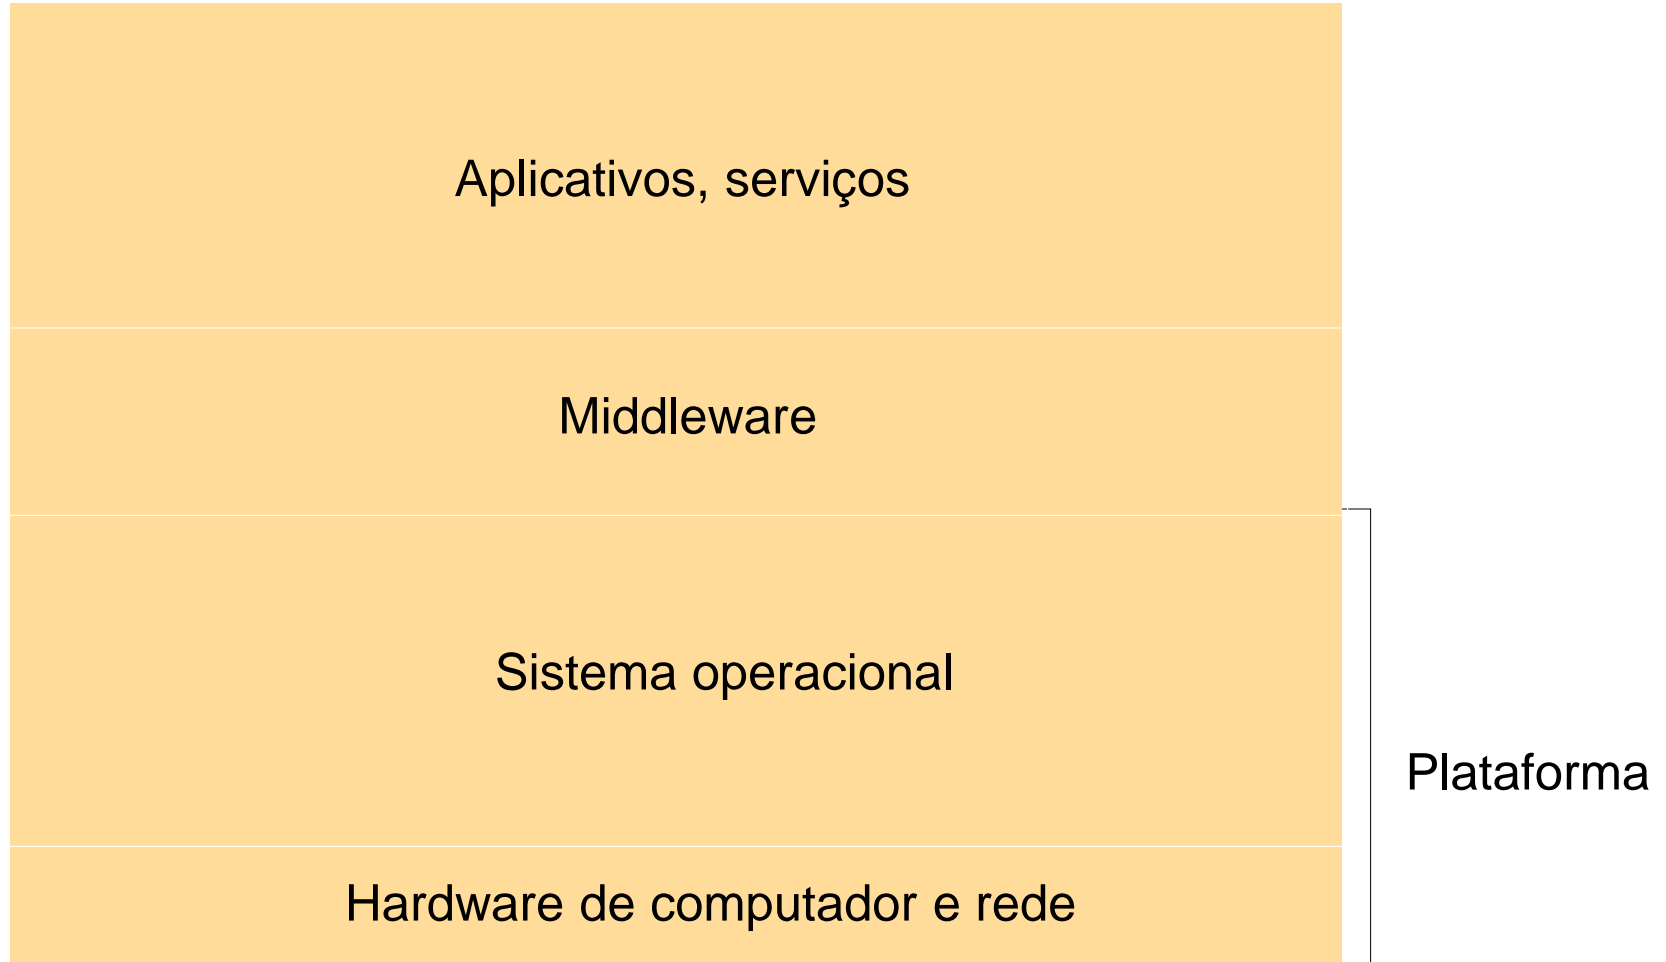 Aplicativos, serviços
Middleware
Sistema operacional
Plataforma
Hardware de computador e rede